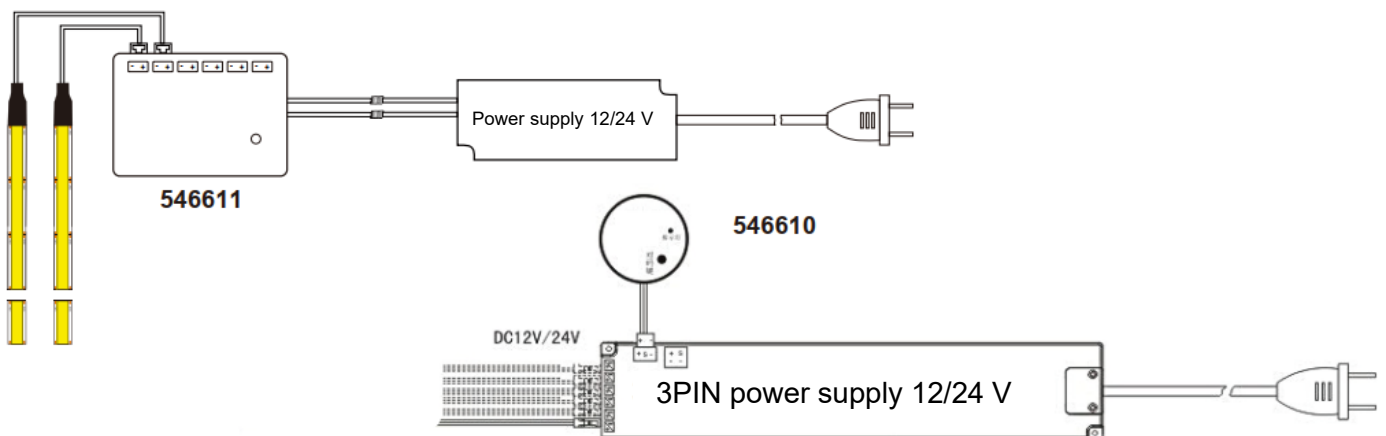 - + - + - + - + - + - +
Power supply 12/24 V
546611
546610
DC12V/24V
+ S -
+ S
- -
3PIN power supply 12/24 V